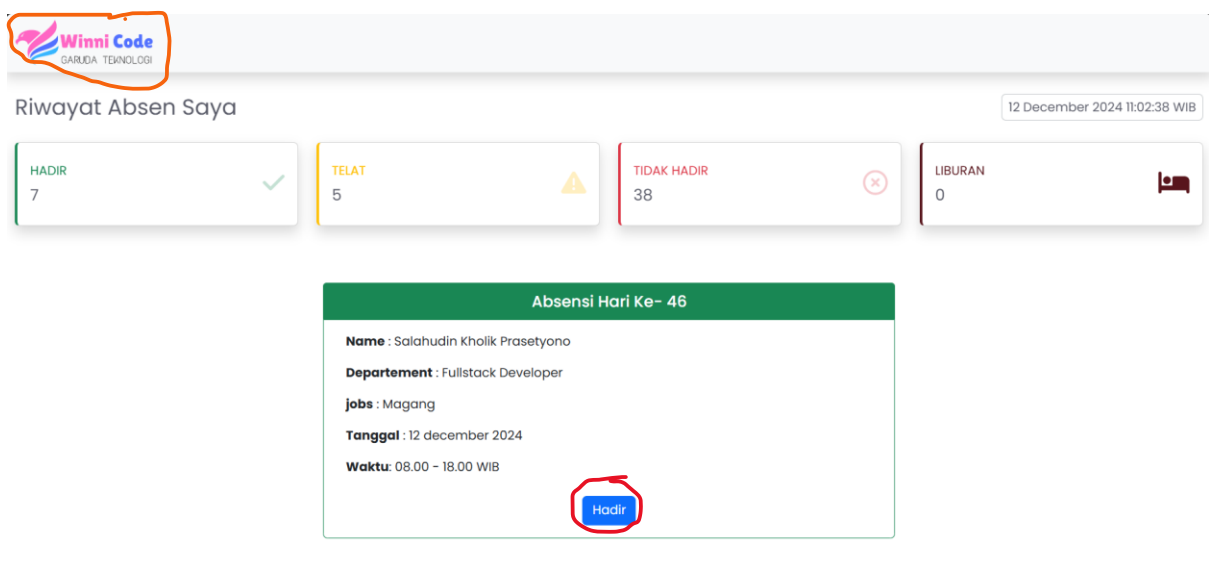 Winni Code
GARUDA TEKNOLOGI
Riwayat Absen Saya
12 December 2024 11:02:38 WIB
HADIR
7
TELAT
5
TIDAK HADIR
38
LIBURAN
0
Absensi Hari Ke- 46
Name : Salahudin Kholik Prasetyono
Departement : Fullstack Developer
jobs : Magang
Tanggal : 12 december 2024
Waktu: 08.00 - 18.00 WIB
Hadir